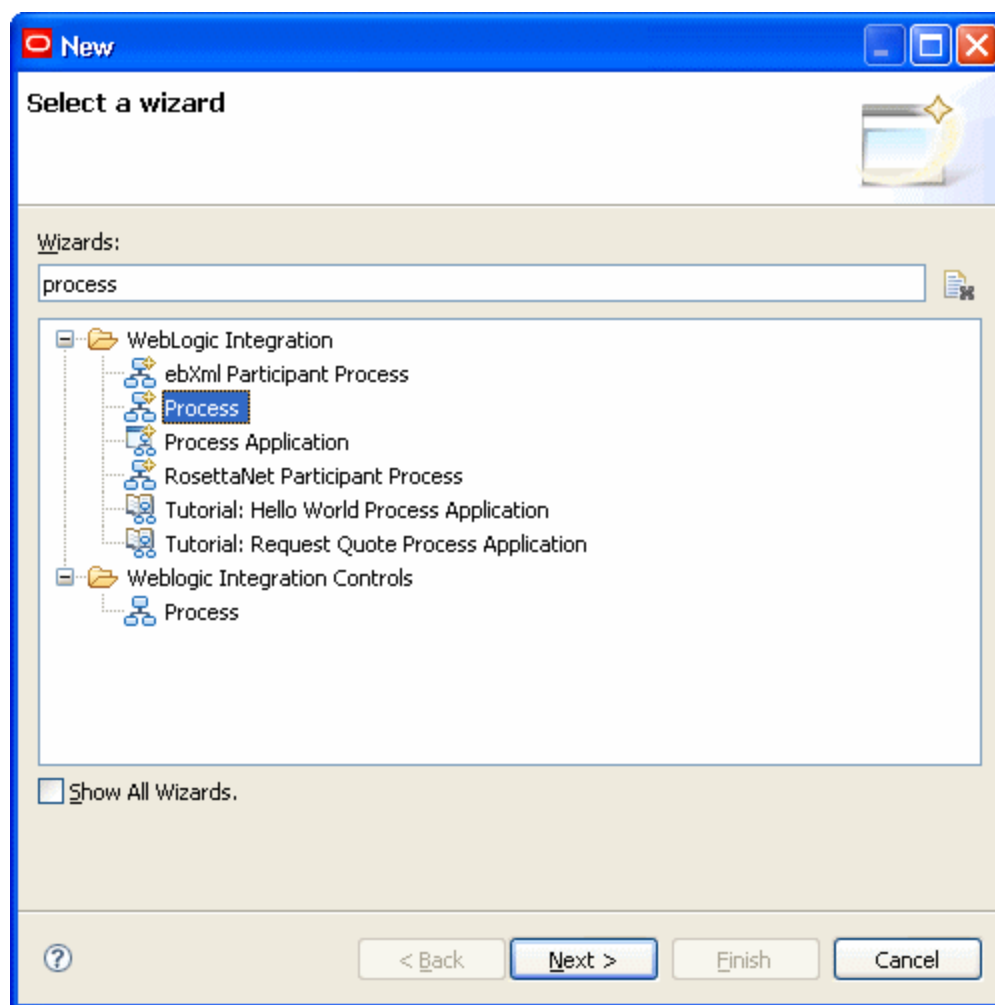 New
Select a wizard
Wizards:
process
WebLogic Integration
ebXml Participant Process
Process
Process Application
RosettaNet Participant Process
Tutorial: Hello World Process Application
Tutorial: Request Quote Process Application
Weblogic Integration Controls
Process
Show All Wizards.
? < Back Next > Finish Cancel